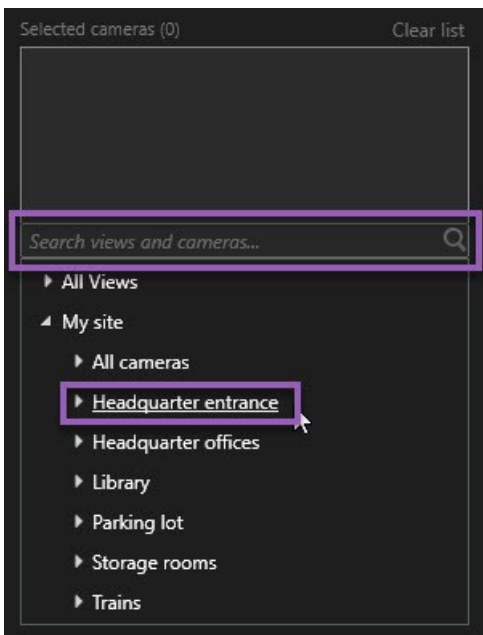 Selected cameras (0) Clear list
Search views and cameras...
All Views
My site
All cameras
Headquarter entrance
Headquarter offices
Library
Parking lot
Storage rooms
Trains